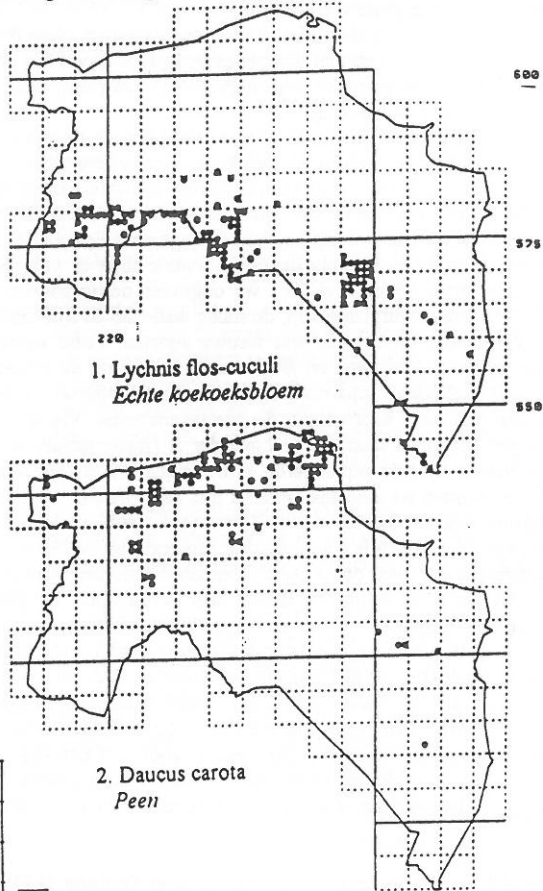 600
575
220
1. Lychnis flos-cuculi
Echte koekoeksbloem
550
2. Daucus carota
Peen